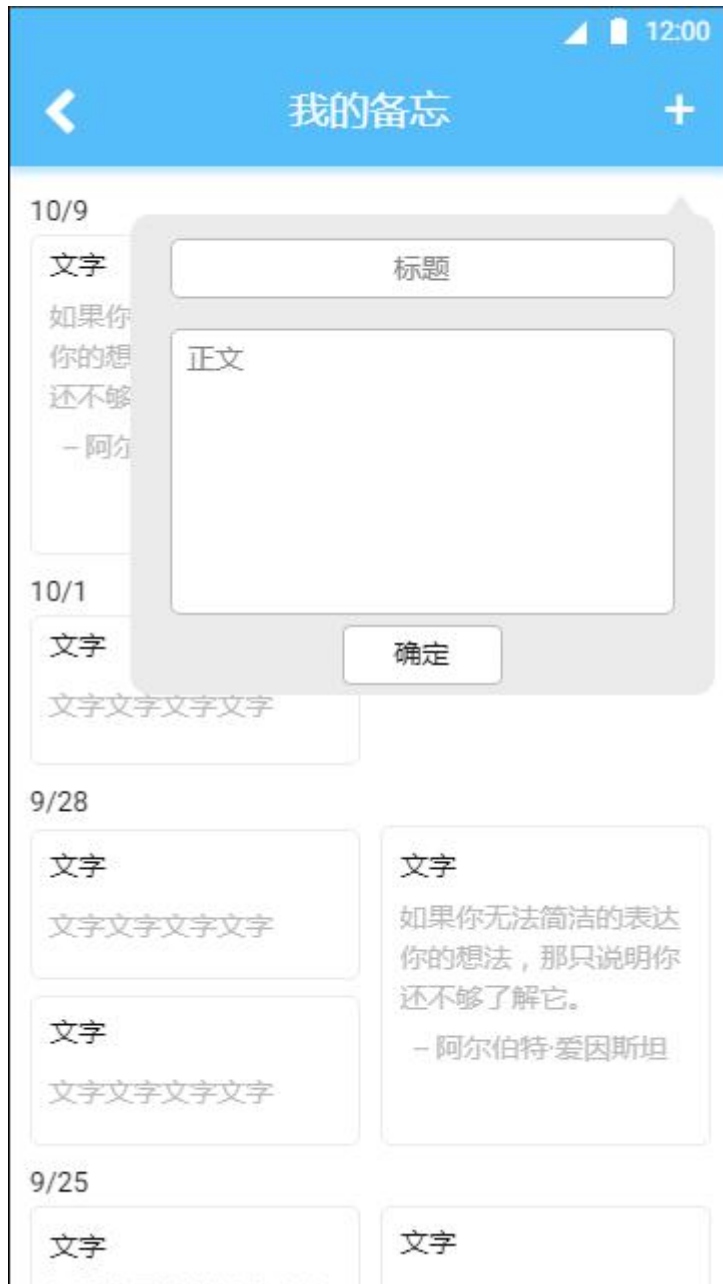 12:00
我的备忘
10/9
文字
标题
如果你
你的想
正文
还不够
– 阿尔
10/1
文字
确定
文字文字文字文字
9/28
文字
文字文字文字文字
文字
文字文字文字文字
文字
如果你无法简洁的表达
你的想法，那只说明你
还不够了解它。
– 阿尔伯特·爱因斯坦
9/25
文字
文字